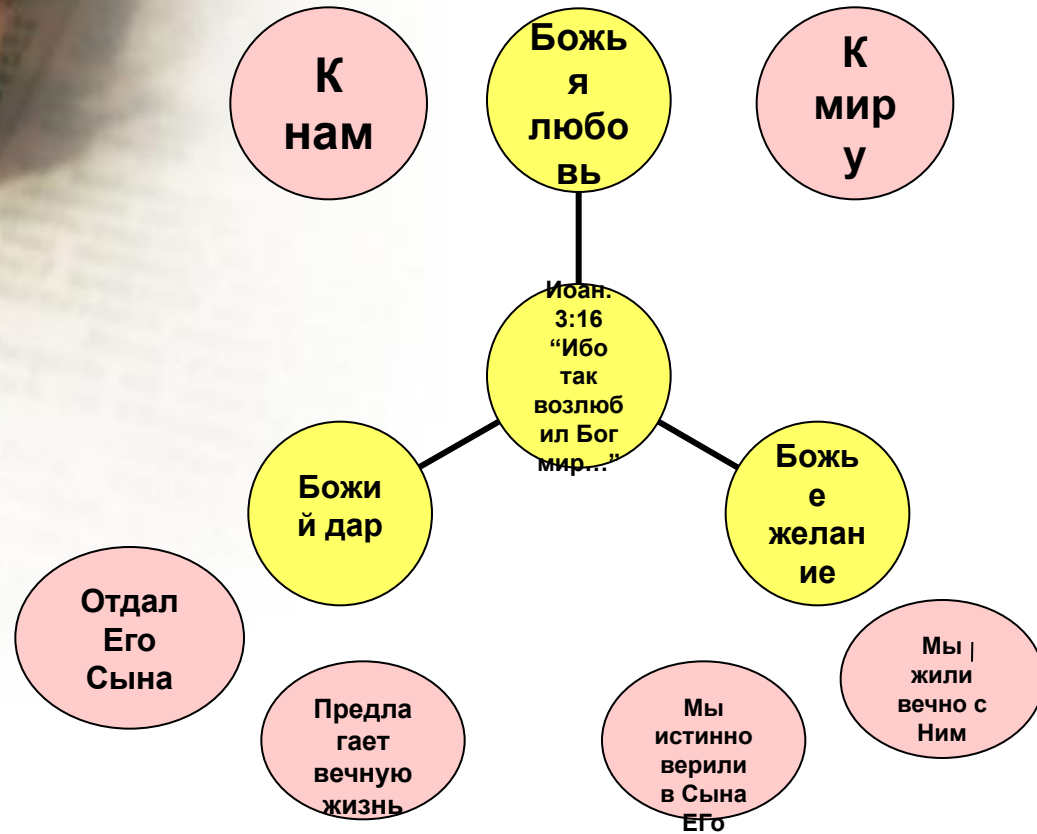 К
нам
Божь
я
любо
вь
К
мир
у
Иоан.
3:16
“Ибо
так
возлюб
ил Бог
мир…”
Божи
й дар
Божь
е
желан
ие
Отдал
Его
Сына
Предла
гает
вечную
жизнь
Мы
истинно
верили
в Сына
ЕГо
Мы
жили
вечно с
Ним